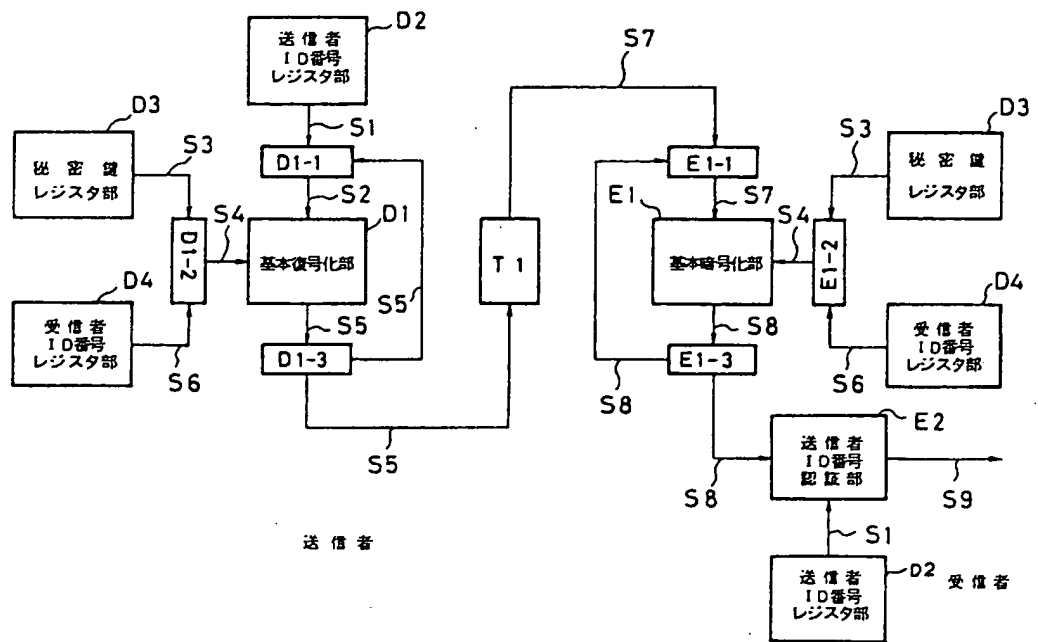 D2
送信者
ID番号
レジスタ部
S1
S7
D3
秘密鍵
レジスタ部
S3
D1-1
S2
D1
S4
D1-2
基本復号化部
S5
D4
受信者
ID番号
レジスタ部
S6
S5
D1-3
S5
T1
E1-1
S7
E1
基本暗号化部
S4
E1-2
S3
D3
秘密鍵
レジスタ部
D4
受信者
ID番号
レジスタ部
S6
S8
E1-3
S8
S8
E2
送信者
ID番号
認証部
S9
S1
D2
送信者
ID番号
レジスタ部
送信者
受信者